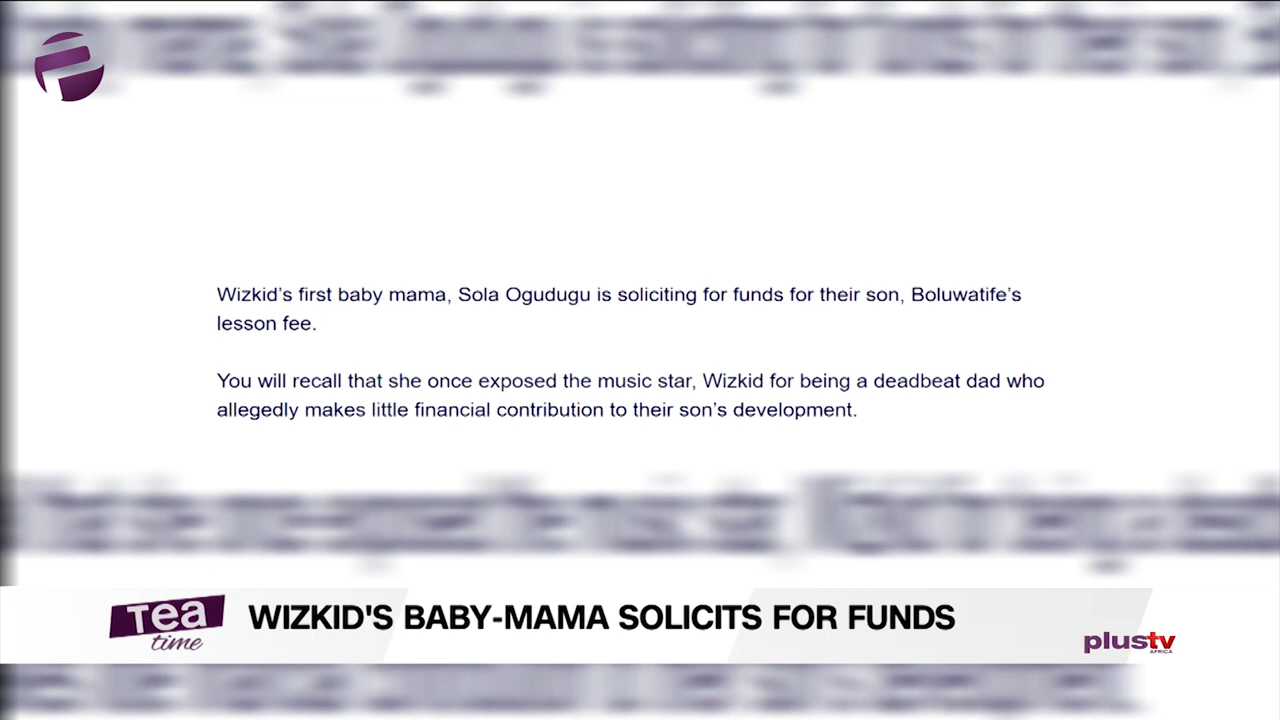 Wizkid’s first baby mama, Sola Ogudugu is soliciting for funds for their son, Boluwatife’s
lesson fee.
You will recall that she once exposed the music star, Wizkid for being a deadbeat dad who
allegedly makes little financial contribution to their son’s development.
Tea
time
WIZKID'S BABY-MAMA SOLICITS FOR FUNDS
plustv
AFRICA